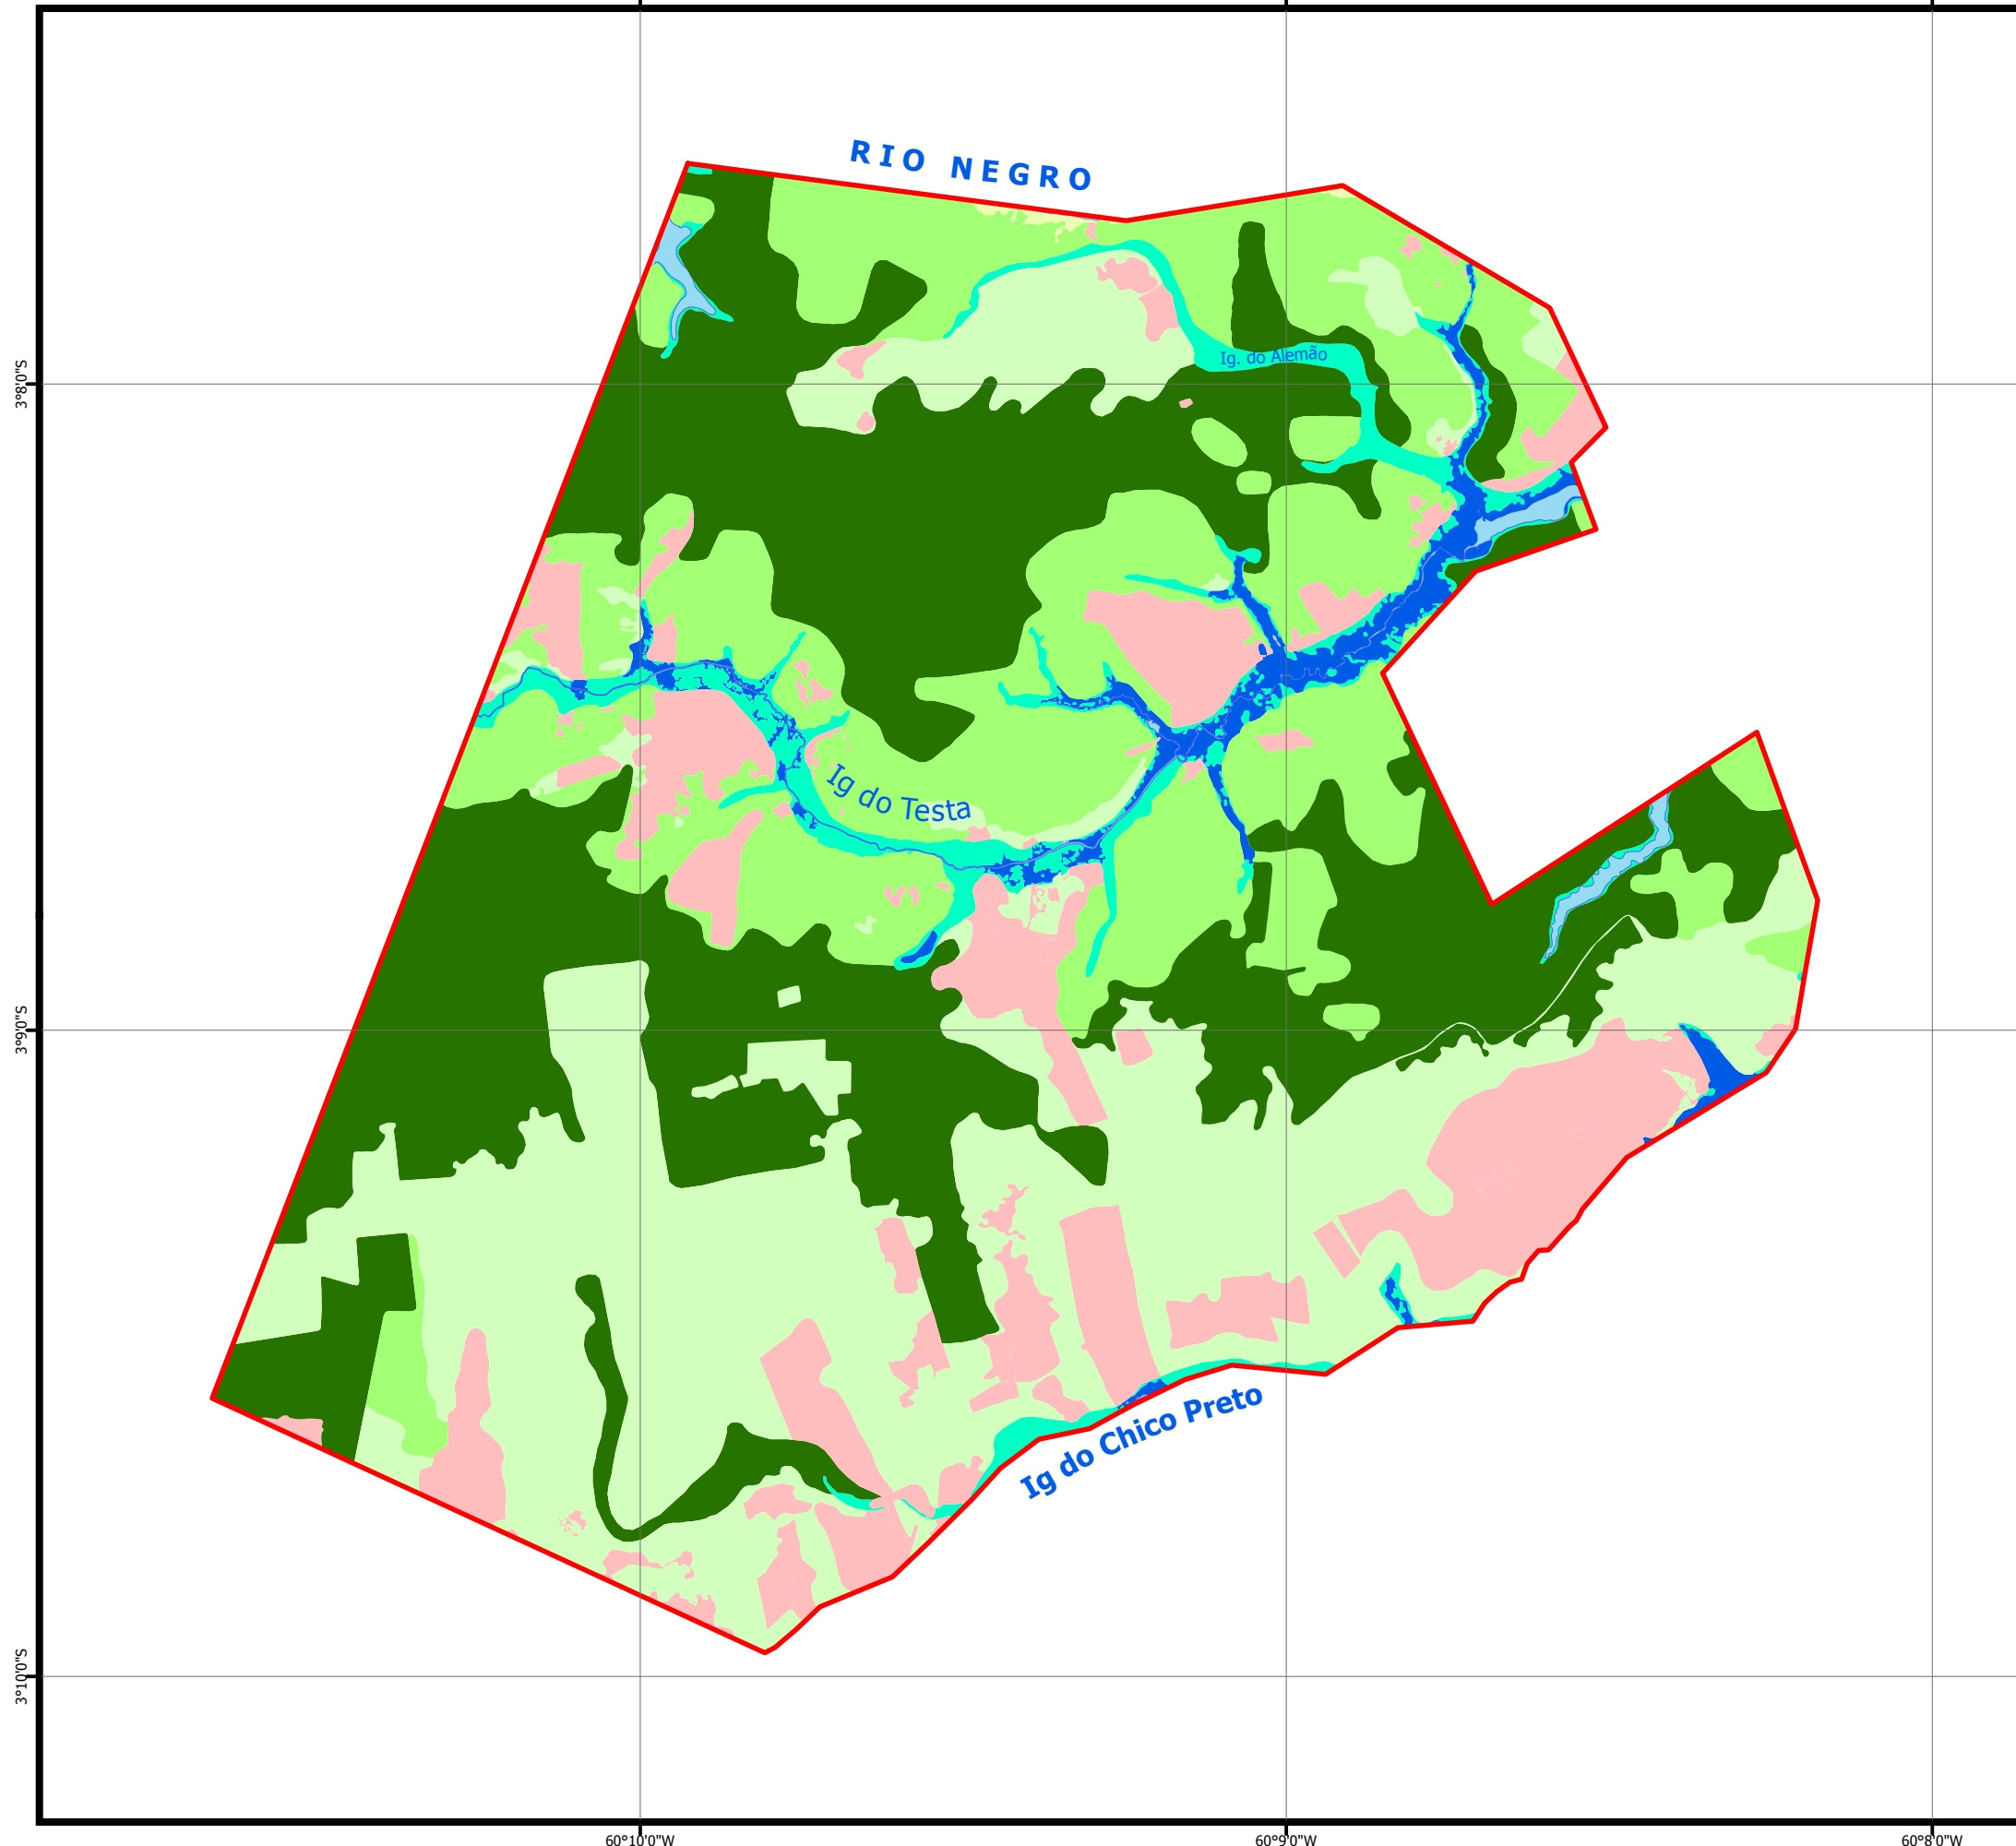 RIO NEGRO
Ig. do Alemão
3°8'0"S
Ig do Testa
3°9'0"S
Ig do Chico Preto
3°10'0"S
60°10'0"W
60°9'0"W
60°8'0"W